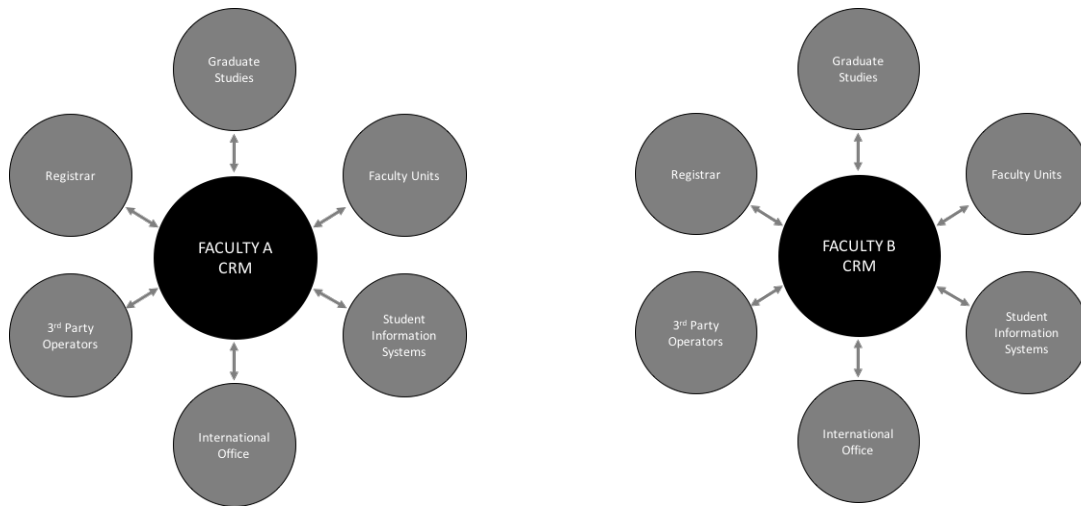 Graduate
Studies
Registrar
Faculty Units
FACULTY A
CRM
3rd Party
Operators
Student
Information
Systems
International
Office
Graduate
Studies
Registrar
Faculty Units
FACULTY B
CRM
3rd Party
Operators
Student
Information
Systems
International
Office